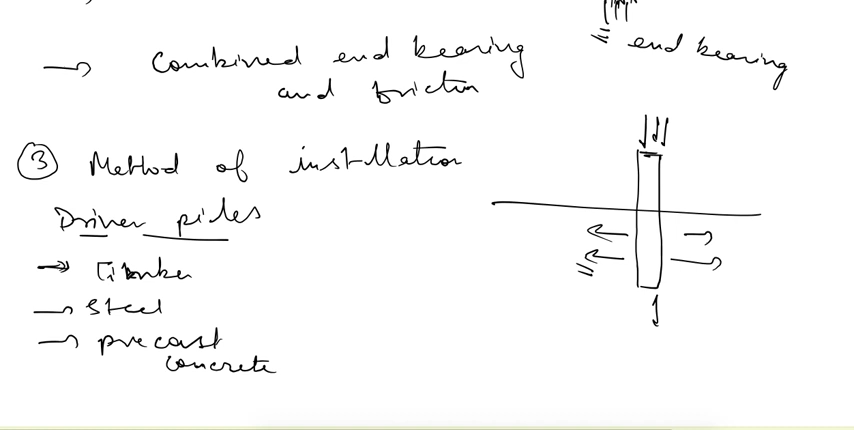 → Combined end bearing
and friction
end bearing
③ Method of installation
Driven piles
→ Timber
→ Steel
→ precast
concrete